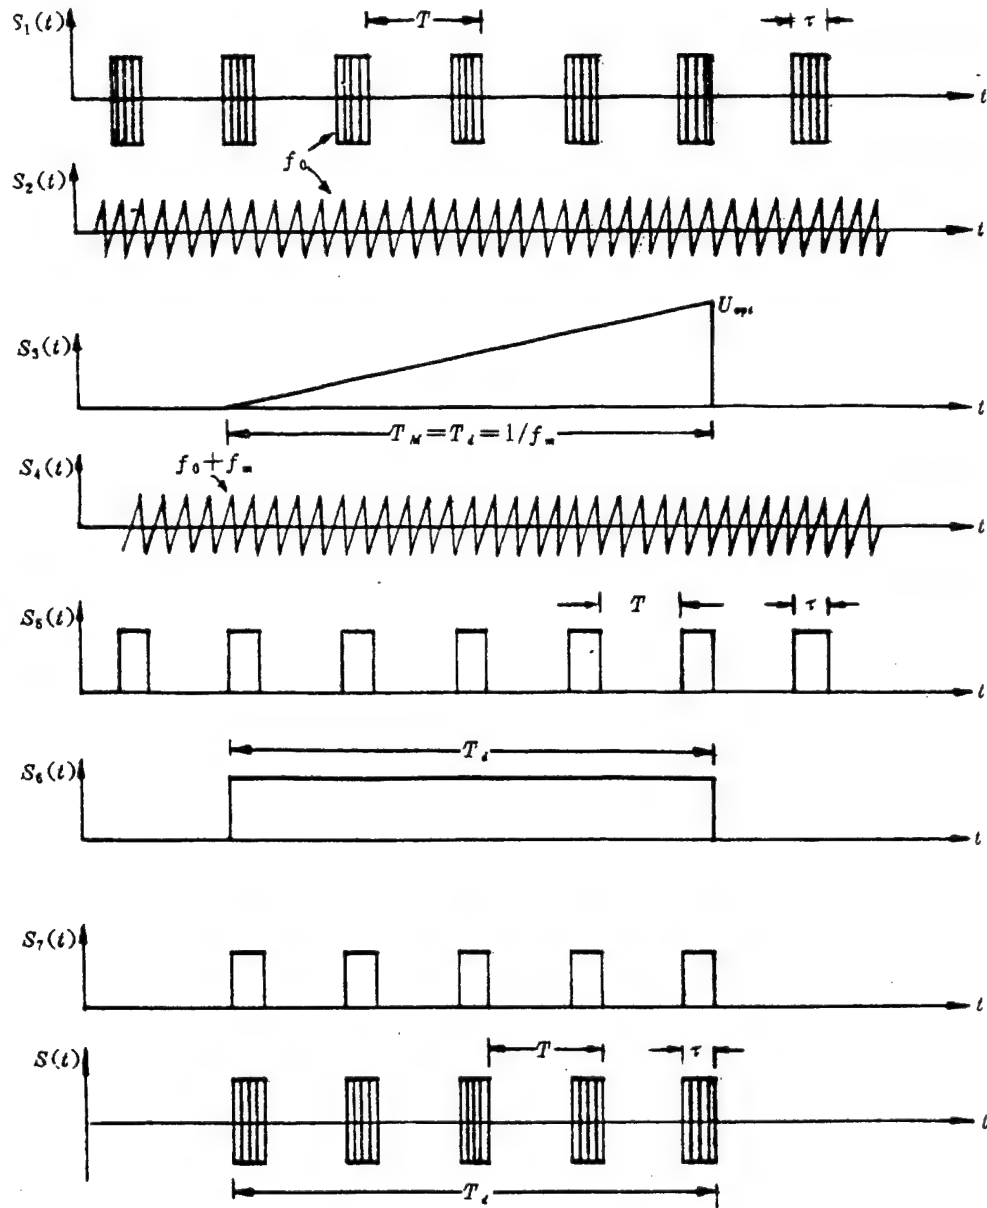 S₁(t)
T
τ
t
f₀
S₂(t)
t
S₃(t)
U
t
T_M=T_d=1/f_m
f₀+f_m
S₄(t)
t
S₅(t)
T
τ
t
S₆(t)
T_d
t
S₇(t)
t
S(t)
T
τ
t
T_d